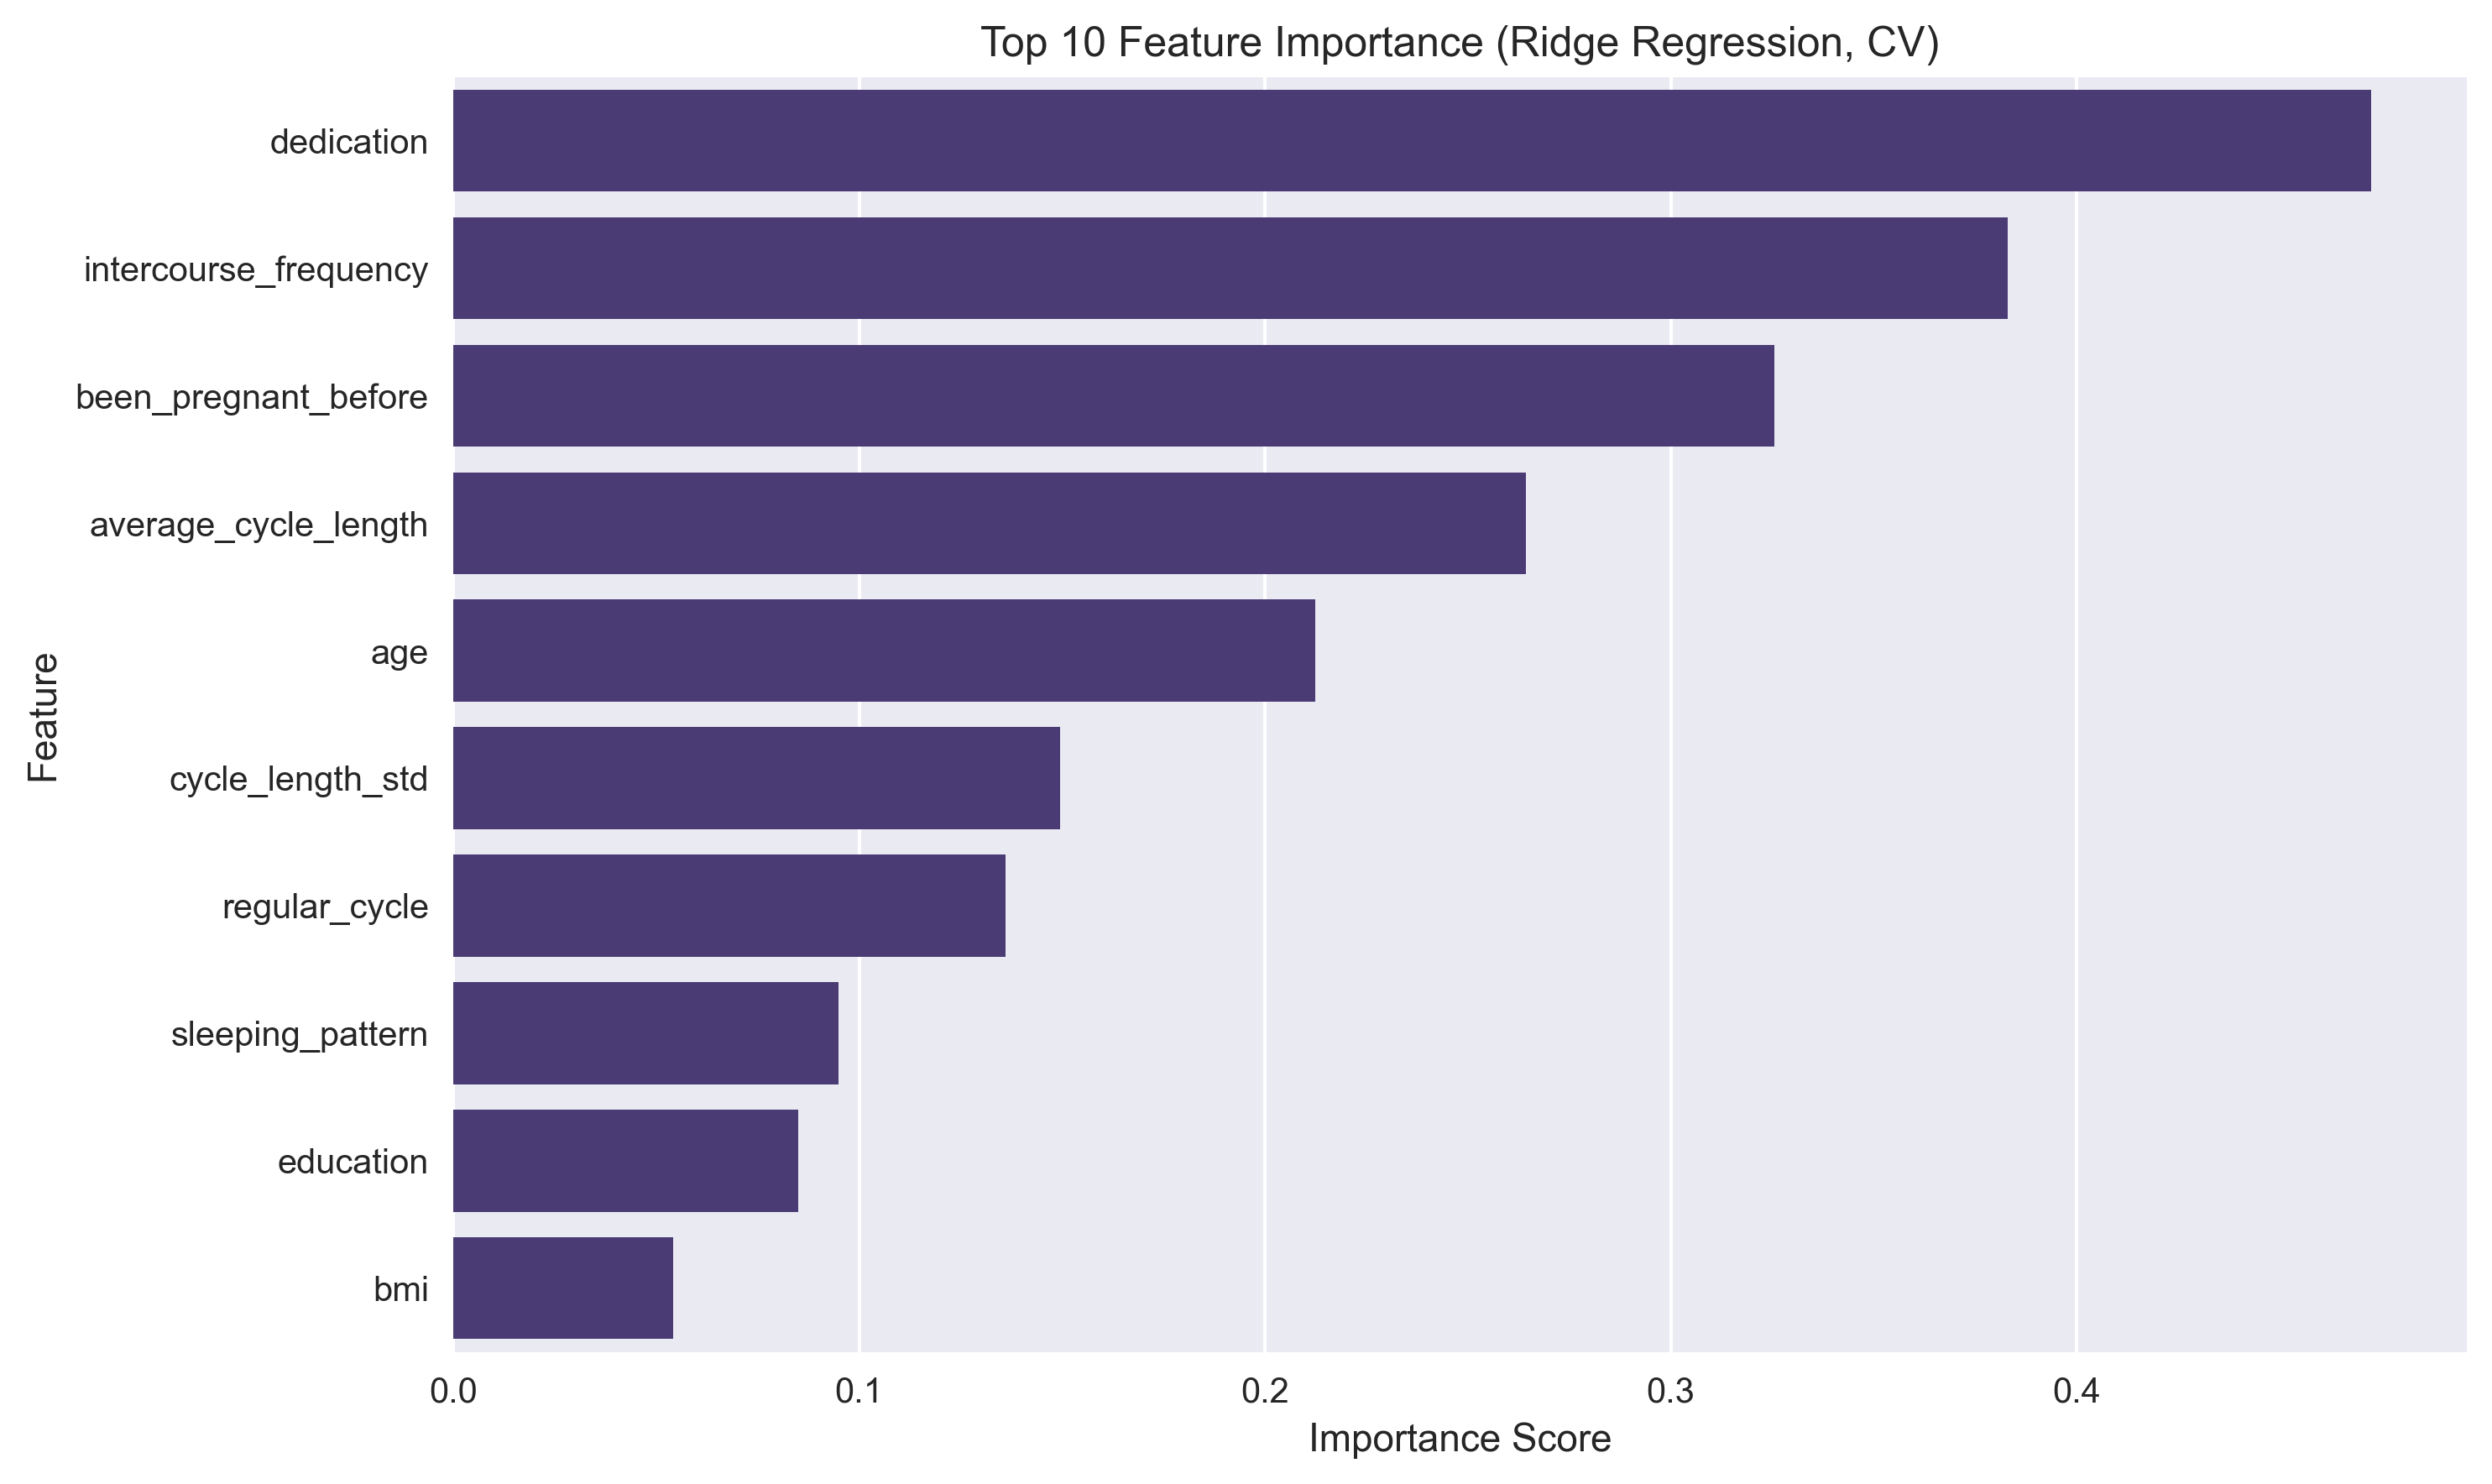 Top 10 Feature Importance (Ridge Regression, CV)
dedication
intercourse_frequency
been_pregnant_before
average_cycle_length
age
cycle_length_std
regular_cycle
sleeping_pattern
education
bmi
Feature
0.0 0.1 0.2 0.3 0.4
Importance Score